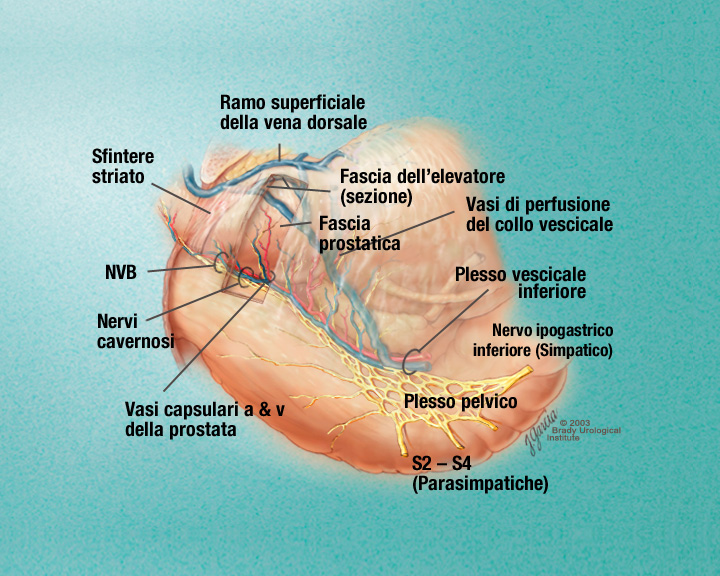 Ramo superficiale
della vena dorsale
Sfintere
striato
Fascia dell'elevatore
(sezione)
Vasi di perfusione
del collo vescicale
Fascia
prostatica
NVB
Plesso vescicale
inferiore
Nervi
cavernosi
Nervo ipogastrico
inferiore (Simpatico)
Vasi capsulari a & v
della prostata
Plesso pelvico
S2 – S4
(Parasimpatiche)
J Garcia
© 2003
Brady Urological
Institute